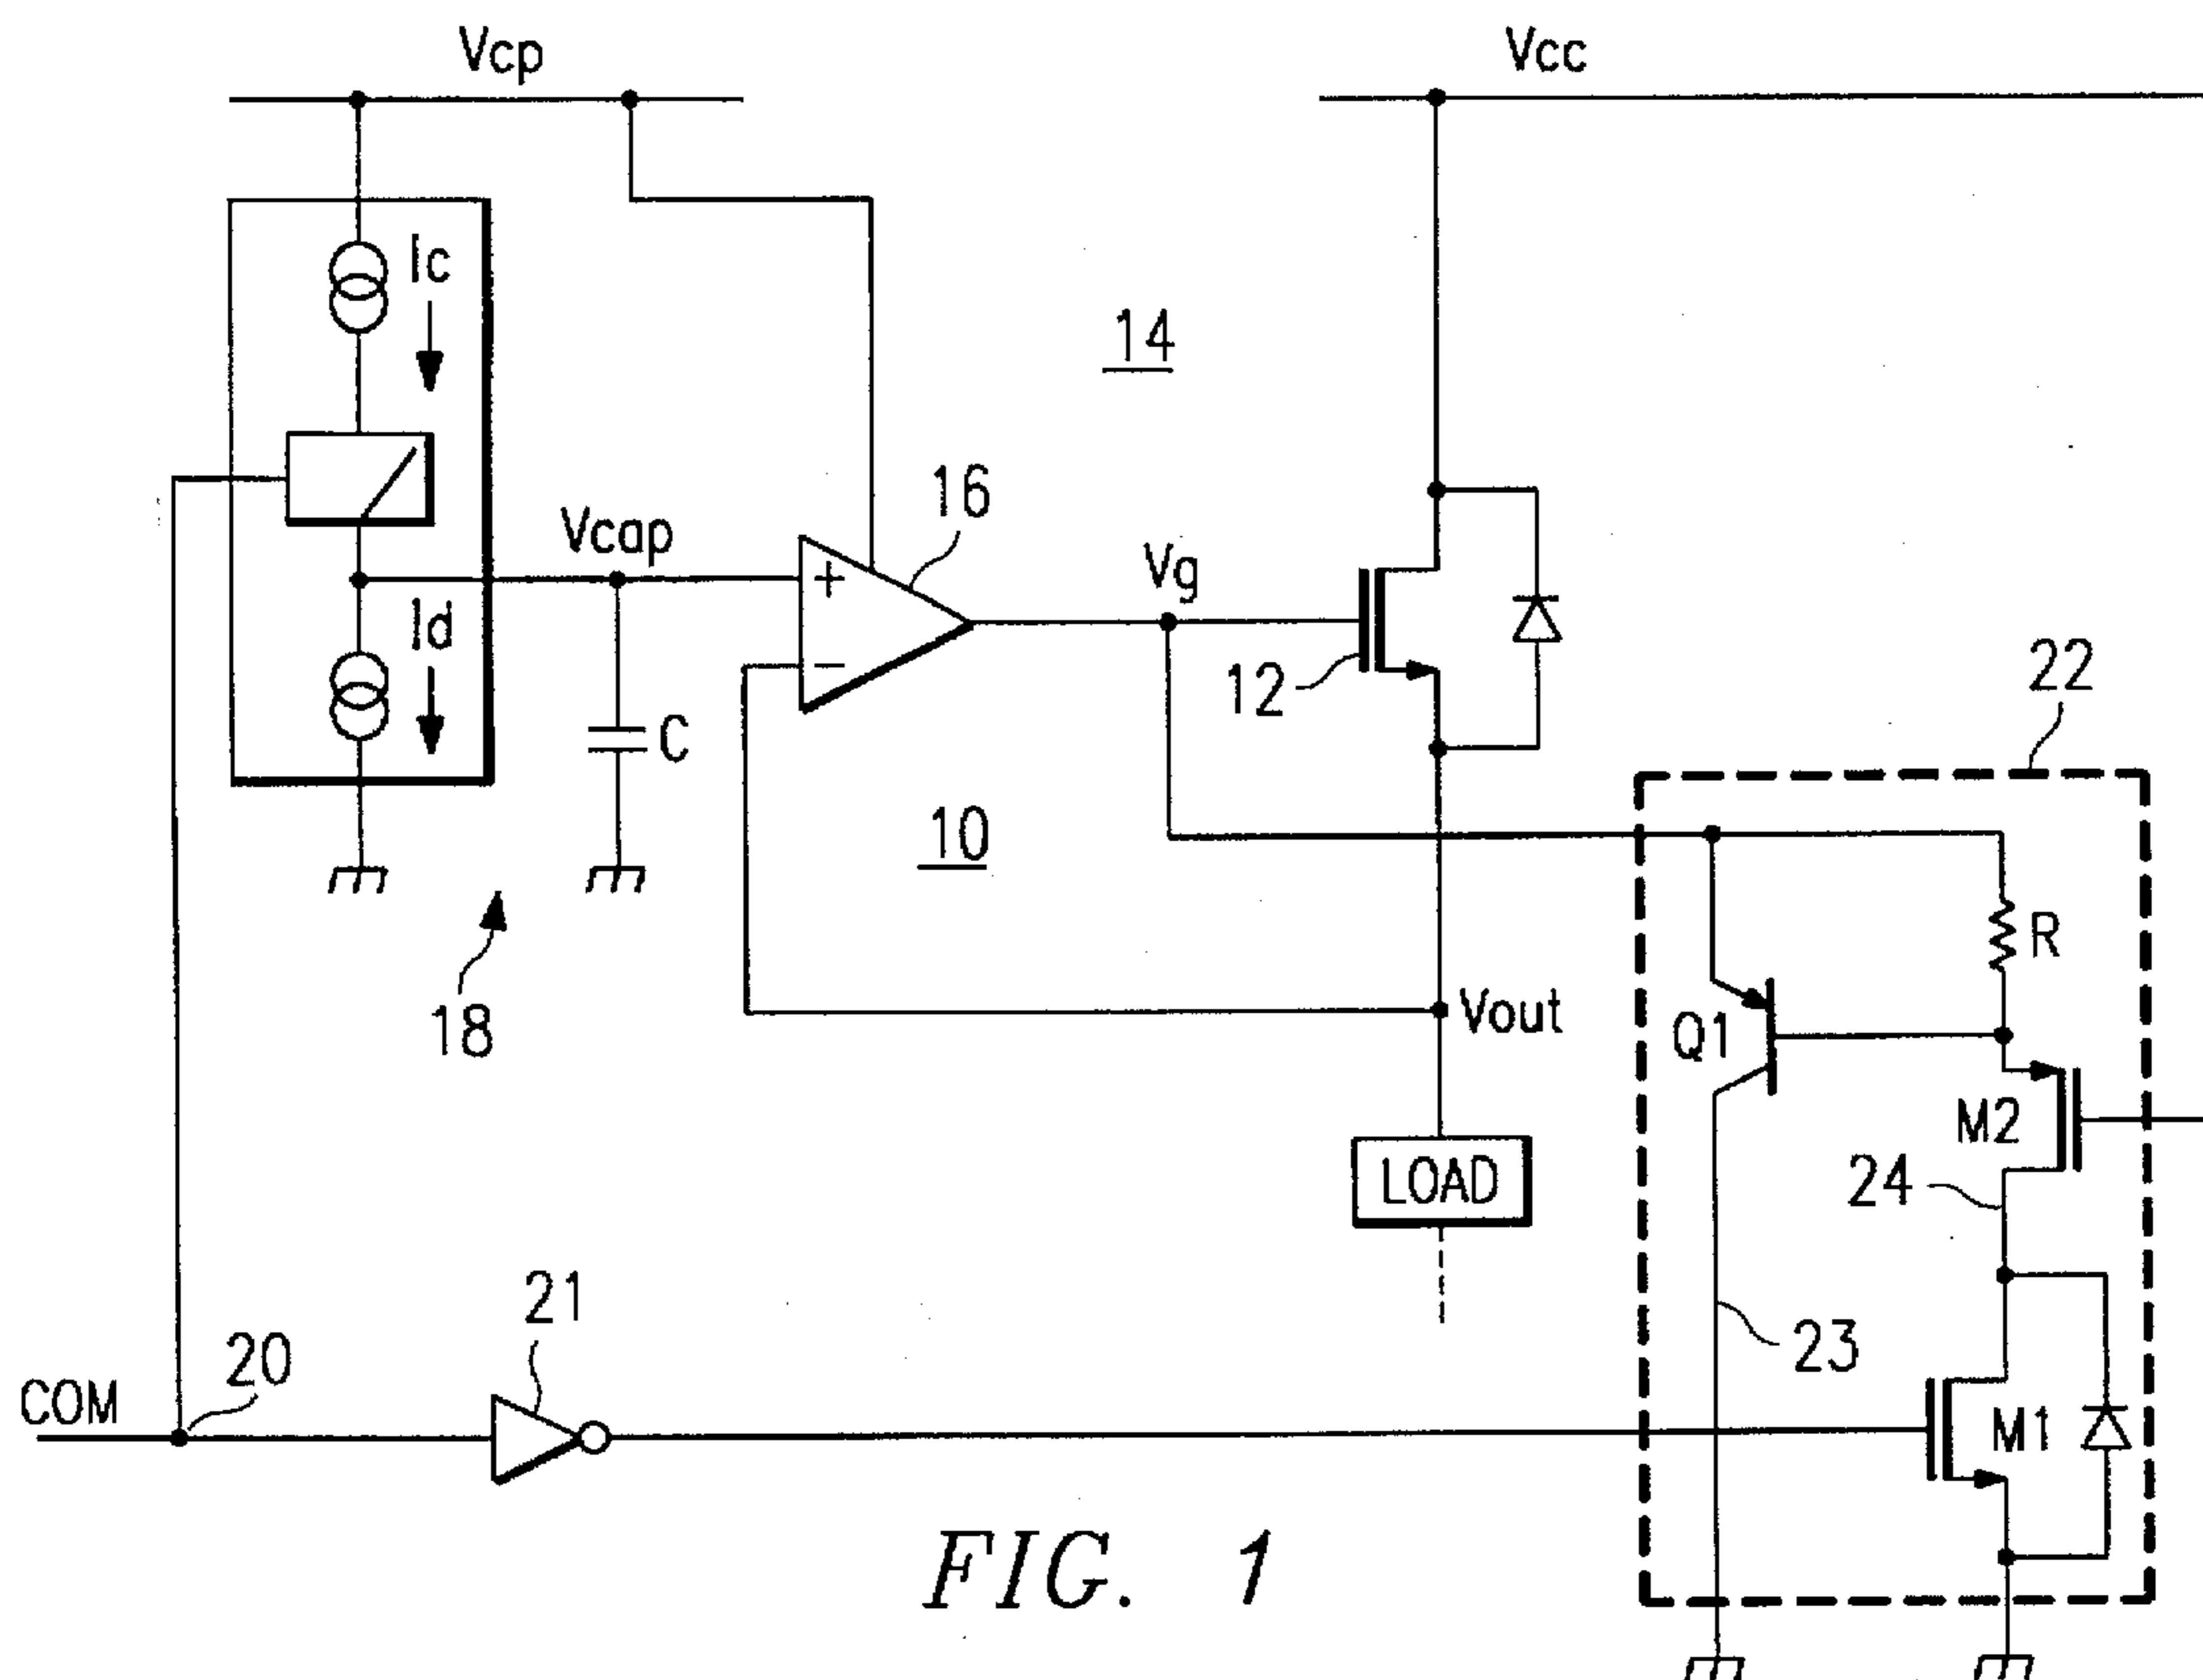 Vcp
Vcc
Ic
14
16
Vcap
Vg
+
Id
−
12
22
C
10
R
18
Vout
Q1
M2
LOAD
24
21
23
20
COM
M1
FIG. 1